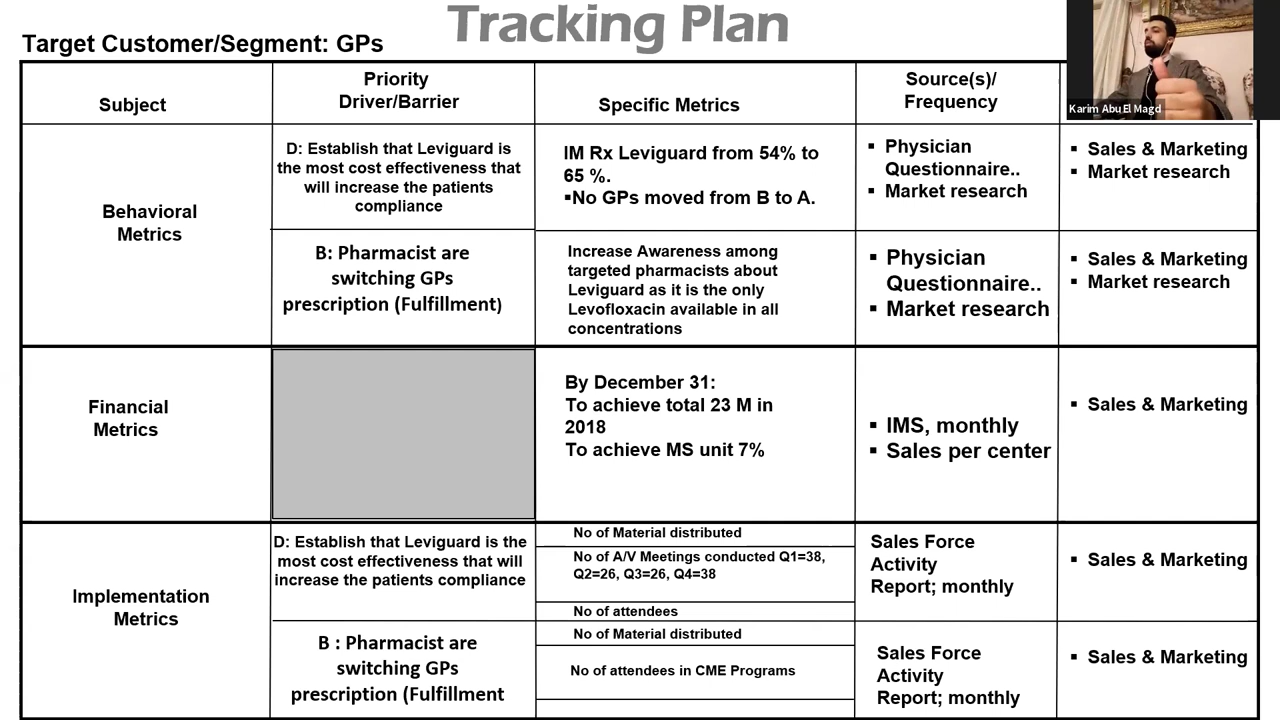 Tracking Plan
Target Customer/Segment: GPs
Karim Abu El Magd
Subject
Priority
Driver/Barrier
Specific Metrics
Source(s)/
Frequency
Behavioral
Metrics
D: Establish that Leviguard is
the most cost effectiveness that
will increase the patients
compliance
IM Rx Leviguard from 54% to
65 %.
▪No GPs moved from B to A.
▪ Physician
Questionnaire..
▪ Market research
▪ Sales & Marketing
▪ Market research
B: Pharmacist are
switching GPs
prescription (Fulfillment)
Increase Awareness among
targeted pharmacists about
Leviguard as it is the only
Levofloxacin available in all
concentrations
▪ Physician
Questionnaire..
▪ Market research
▪ Sales & Marketing
▪ Market research
Financial
Metrics
By December 31:
To achieve total 23 M in
2018
To achieve MS unit 7%
▪ IMS, monthly
▪ Sales per center
▪ Sales & Marketing
Implementation
Metrics
D: Establish that Leviguard is the
most cost effectiveness that will
increase the patients compliance
No of Material distributed
No of A/V Meetings conducted Q1=38,
Q2=26, Q3=26, Q4=38
No of attendees
Sales Force
Activity
Report; monthly
▪ Sales & Marketing
B : Pharmacist are
switching GPs
prescription (Fulfillment
No of Material distributed
No of attendees in CME Programs
Sales Force
Activity
Report; monthly
▪ Sales & Marketing